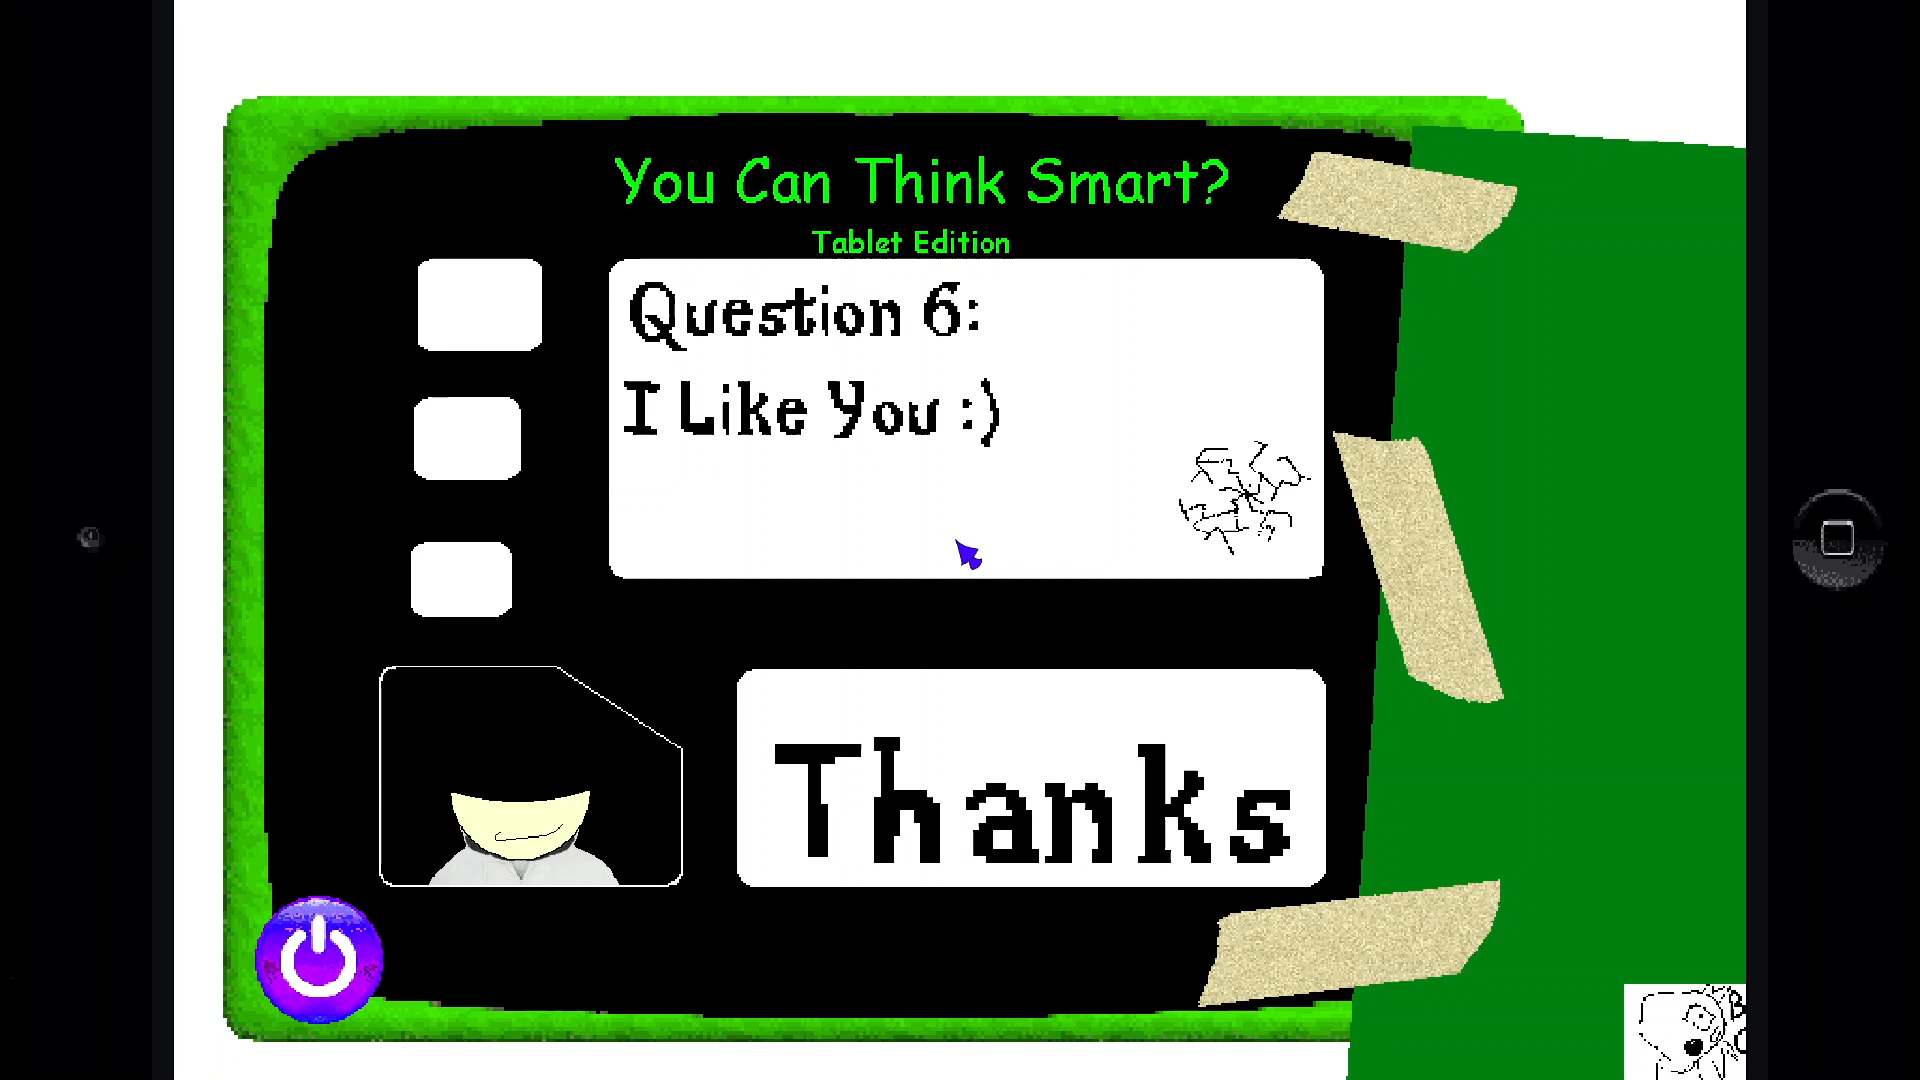 You Can Think Smart?
Tablet Edition
Question 6:
I Like You :)
Thanks